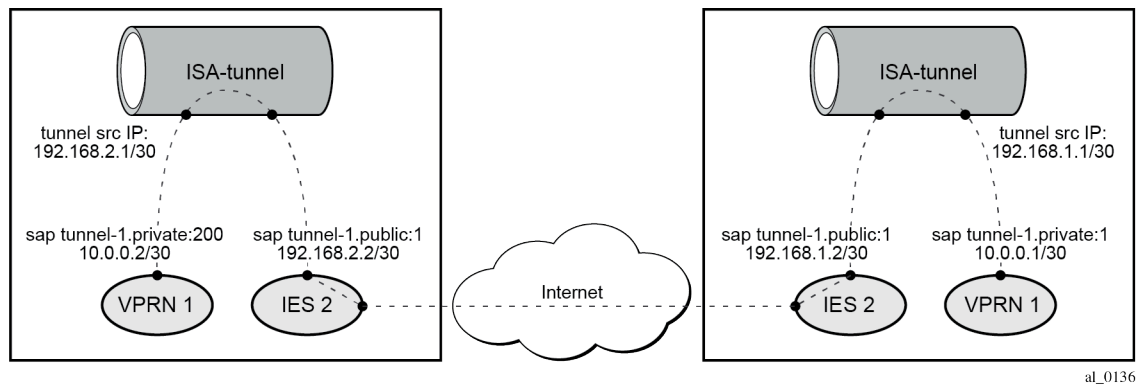 ISA-tunnel
tunnel src IP:
192.168.2.1/30
sap tunnel-1.private:200
10.0.0.2/30
sap tunnel-1.public:1
192.168.2.2/30
VPRN 1
IES 2
Internet
ISA-tunnel
tunnel src IP:
192.168.1.1/30
sap tunnel-1.public:1
192.168.1.2/30
sap tunnel-1.private:1
10.0.0.1/30
IES 2
VPRN 1
al_0136